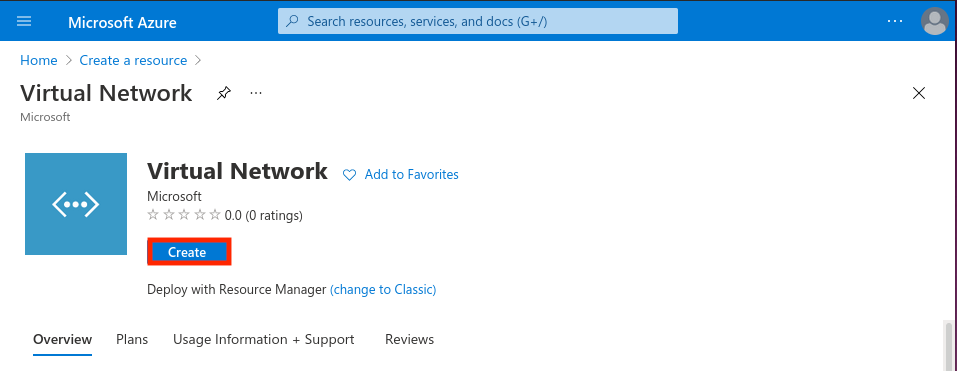 Microsoft Azure
Search resources, services, and docs (G+/)
Home > Create a resource >
Virtual Network
Microsoft
Virtual Network
Add to Favorites
Microsoft
0.0 (0 ratings)
Create
Deploy with Resource Manager (change to Classic)
Overview Plans Usage Information + Support Reviews